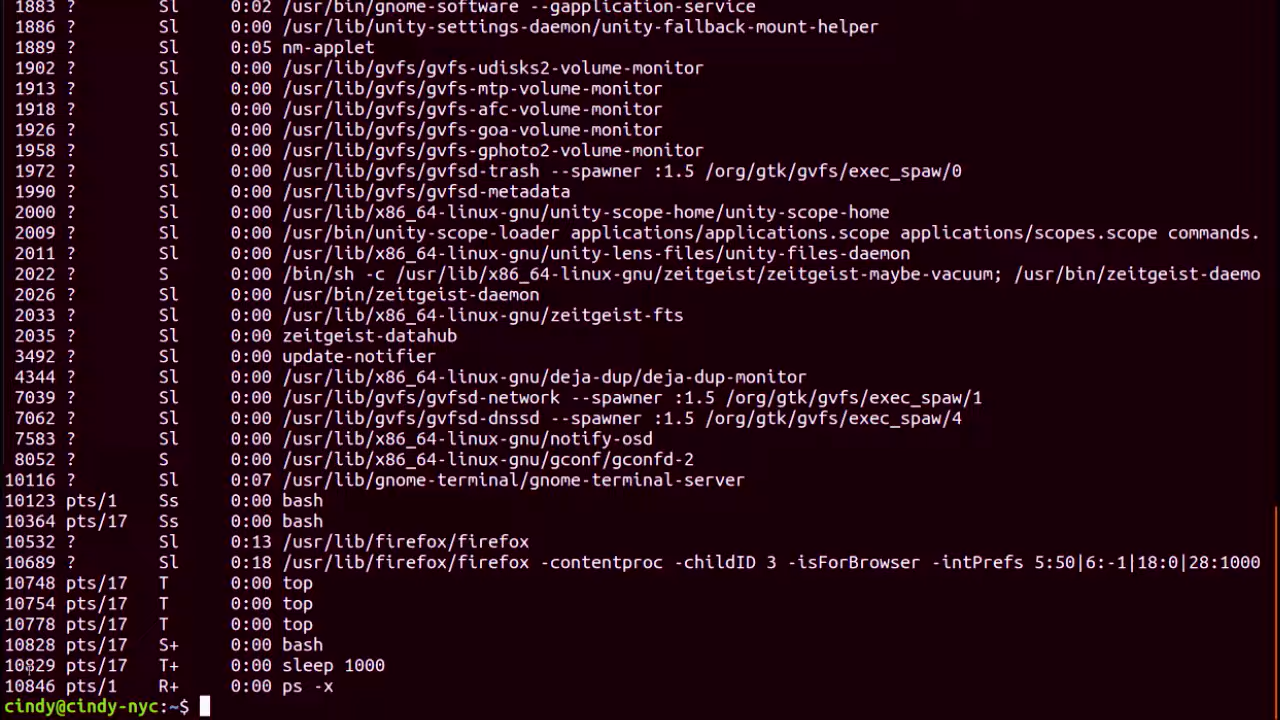 1883 ? Sl 0:02 /usr/bin/gnome-software --gapplication-service
1886 ? Sl 0:00 /usr/lib/unity-settings-daemon/unity-fallback-mount-helper
1889 ? Sl 0:05 nm-applet
1902 ? Sl 0:00 /usr/lib/gvfs/gvfs-udisks2-volume-monitor
1913 ? Sl 0:00 /usr/lib/gvfs/gvfs-mtp-volume-monitor
1918 ? Sl 0:00 /usr/lib/gvfs/gvfs-afc-volume-monitor
1926 ? Sl 0:00 /usr/lib/gvfs/gvfs-goa-volume-monitor
1958 ? Sl 0:00 /usr/lib/gvfs/gvfs-gphoto2-volume-monitor
1972 ? Sl 0:00 /usr/lib/gvfs/gvfsd-trash --spawner :1.5 /org/gtk/gvfs/exec_spaw/0
1990 ? Sl 0:00 /usr/lib/gvfs/gvfsd-metadata
2000 ? Sl 0:00 /usr/lib/x86_64-linux-gnu/unity-scope-home/unity-scope-home
2009 ? Sl 0:00 /usr/bin/unity-scope-loader applications/applications.scope applications/scopes.scope commands.
2011 ? Sl 0:00 /usr/lib/x86_64-linux-gnu/unity-lens-files/unity-files-daemon
2022 ? S 0:00 /bin/sh -c /usr/lib/x86_64-linux-gnu/zeitgeist/zeitgeist-maybe-vacuum; /usr/bin/zeitgeist-daemo
2026 ? Sl 0:00 /usr/bin/zeitgeist-daemon
2033 ? Sl 0:00 /usr/lib/x86_64-linux-gnu/zeitgeist-fts
2035 ? Sl 0:00 zeitgeist-datahub
3492 ? Sl 0:00 update-notifier
4344 ? Sl 0:00 /usr/lib/x86_64-linux-gnu/deja-dup/deja-dup-monitor
7039 ? Sl 0:00 /usr/lib/gvfs/gvfsd-network --spawner :1.5 /org/gtk/gvfs/exec_spaw/1
7062 ? Sl 0:00 /usr/lib/gvfs/gvfsd-dnssd --spawner :1.5 /org/gtk/gvfs/exec_spaw/4
7583 ? Sl 0:00 /usr/lib/x86_64-linux-gnu/notify-osd
8052 ? S 0:00 /usr/lib/x86_64-linux-gnu/gconf/gconfd-2
10116 ? Sl 0:07 /usr/lib/gnome-terminal/gnome-terminal-server
10123 pts/1 Ss 0:00 bash
10364 pts/17 Ss 0:00 bash
10532 ? Sl 0:13 /usr/lib/firefox/firefox
10689 ? Sl 0:18 /usr/lib/firefox/firefox -contentproc -childID 3 -isForBrowser -intPrefs 5:50|6:-1|18:0|28:1000
10748 pts/17 T 0:00 top
10754 pts/17 T 0:00 top
10778 pts/17 T 0:00 top
10828 pts/17 S+ 0:00 bash
10829 pts/17 T+ 0:00 sleep 1000
10846 pts/1 R+ 0:00 ps -x
cindy@cindy-nyc:~$